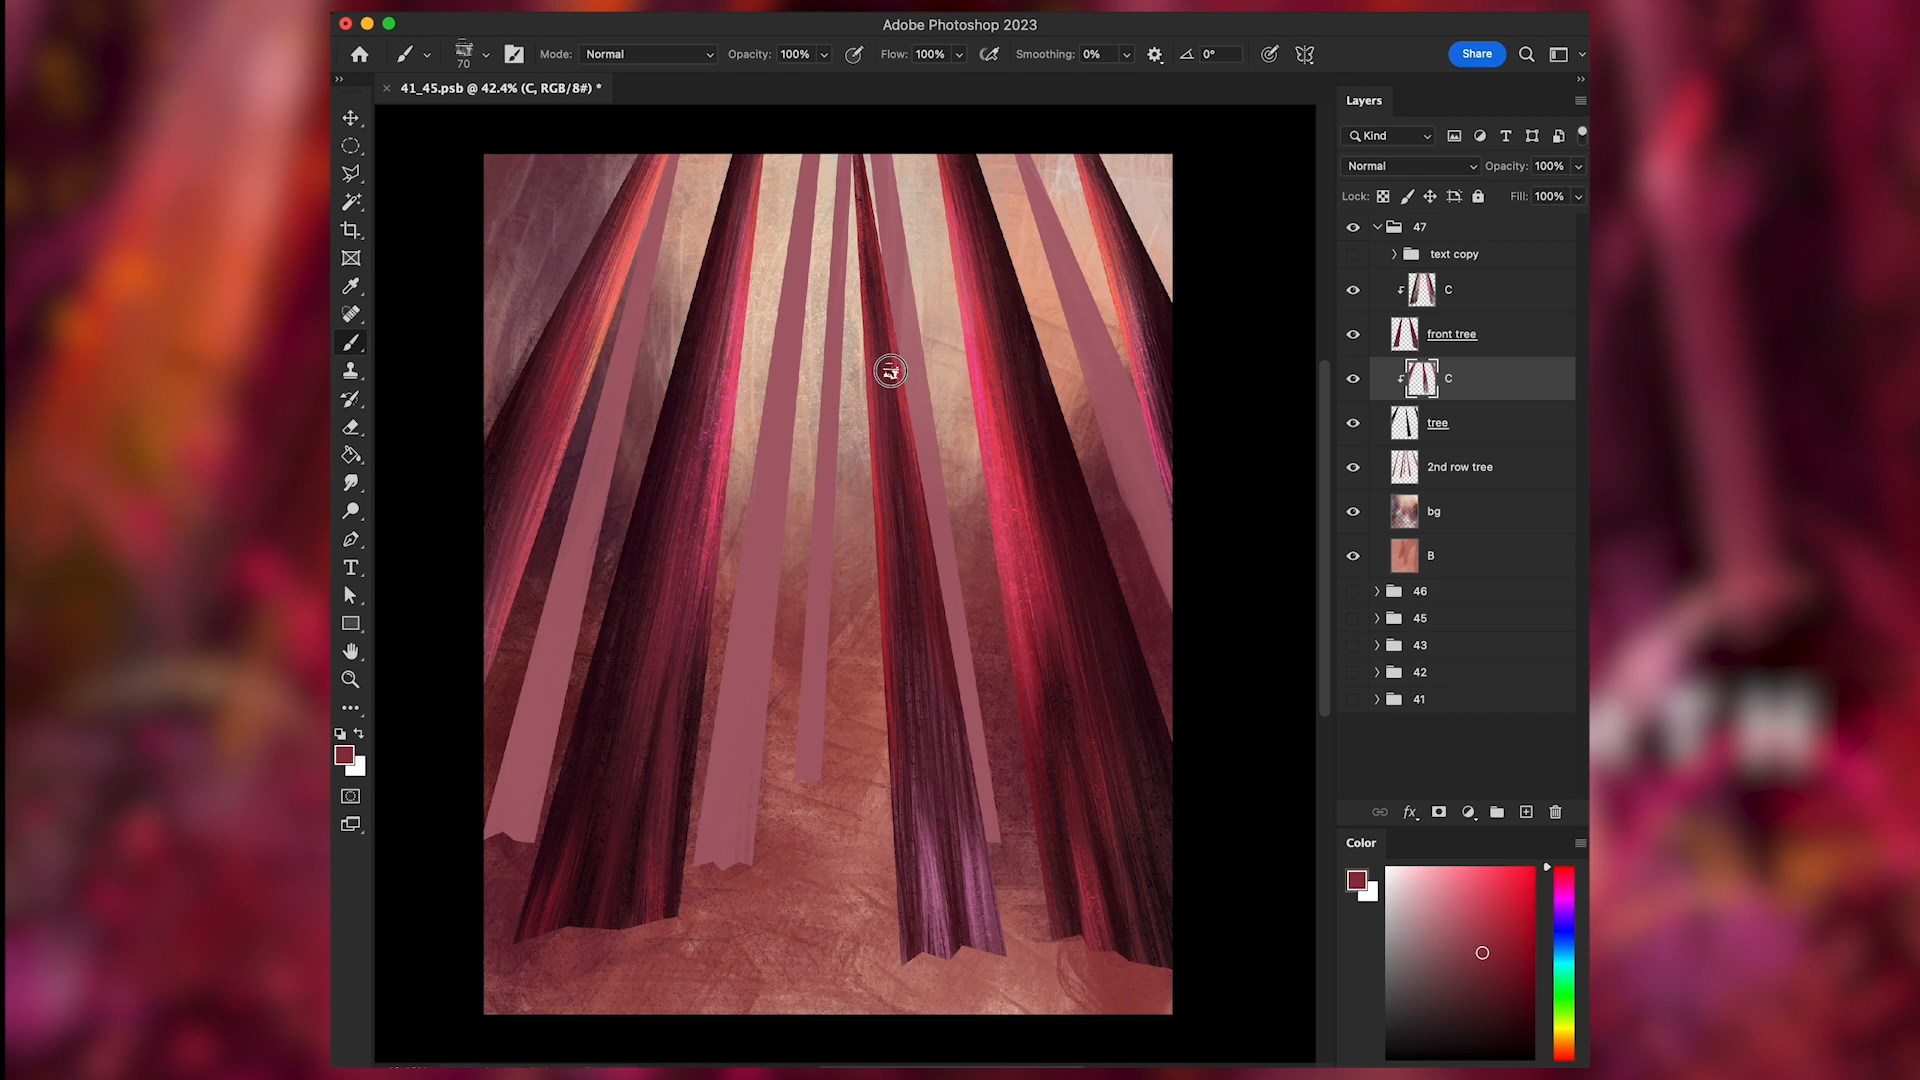 Adobe Photoshop 2023
70
Mode:
Normal
Opacity:
100%
Flow:
100%
Smoothing:
0%
0°
Share
41_45.psb @ 42.4% (C, RGB/8#) *
Layers
Kind
Normal
Opacity:
100%
Lock:
Fill:
100%
47
text copy
C
front tree
C
tree
2nd row tree
bg
B
46
45
43
42
41
fx
Color